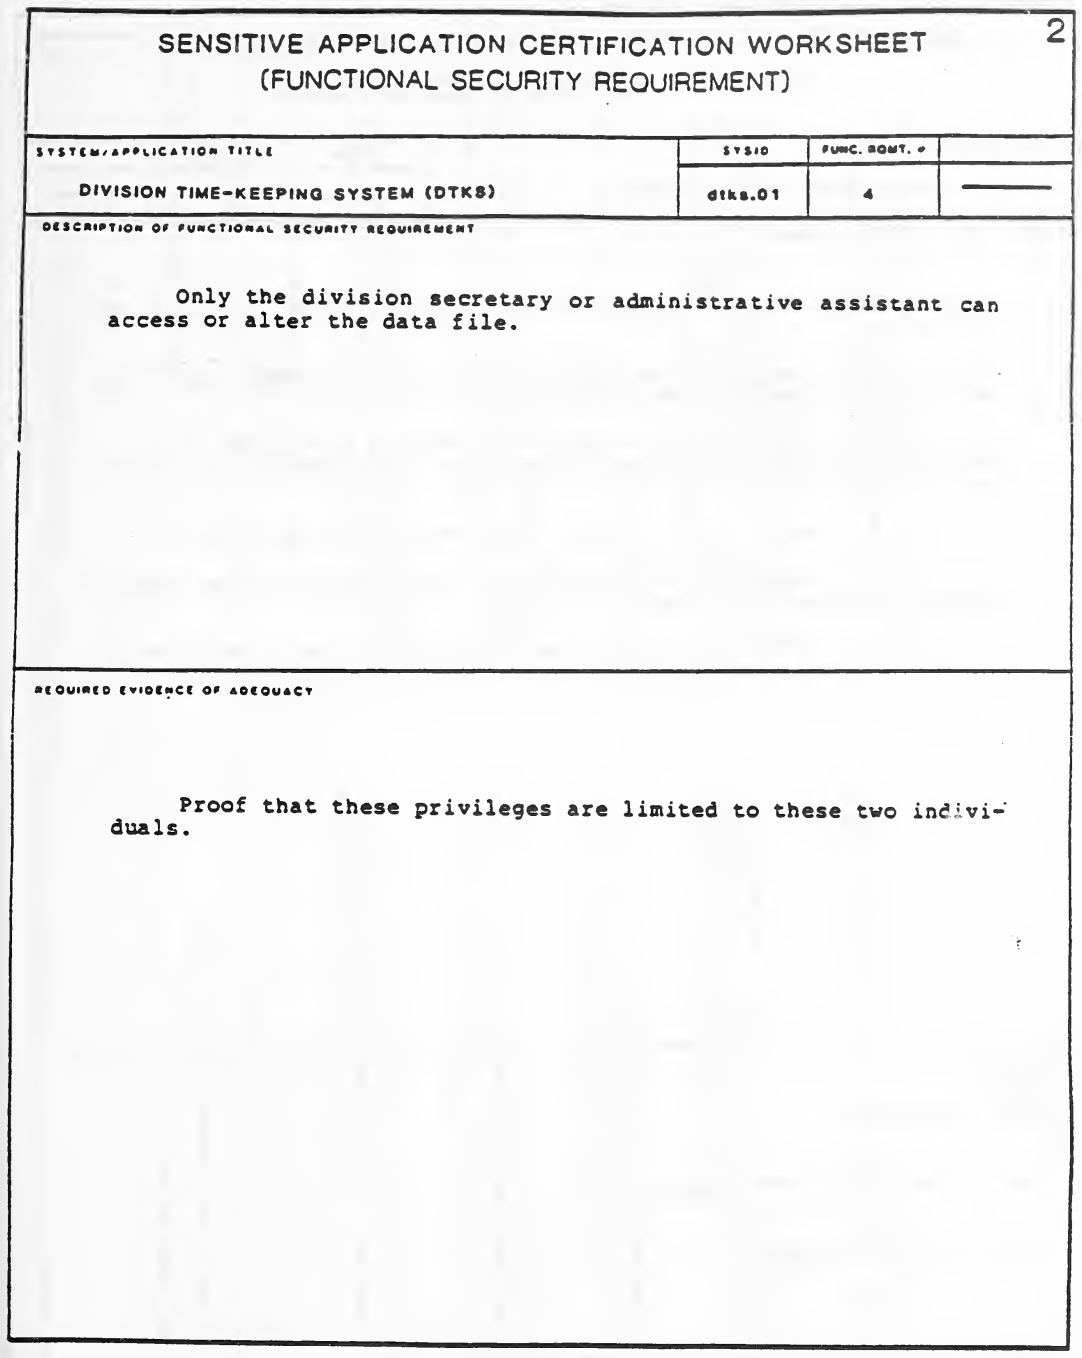 2
SENSITIVE APPLICATION CERTIFICATION WORKSHEET
(FUNCTIONAL SECURITY REQUIREMENT)
SYSTEM/APPLICATION TITLE
SYSID
FUNC. RQMT. #
DIVISION TIME-KEEPING SYSTEM (DTKS)
dtks.01
4
DESCRIPTION OF FUNCTIONAL SECURITY REQUIREMENT
Only the division secretary or administrative assistant can
access or alter the data file.
REQUIRED EVIDENCE OF ADEQUACY
Proof that these privileges are limited to these two indivi-
duals.